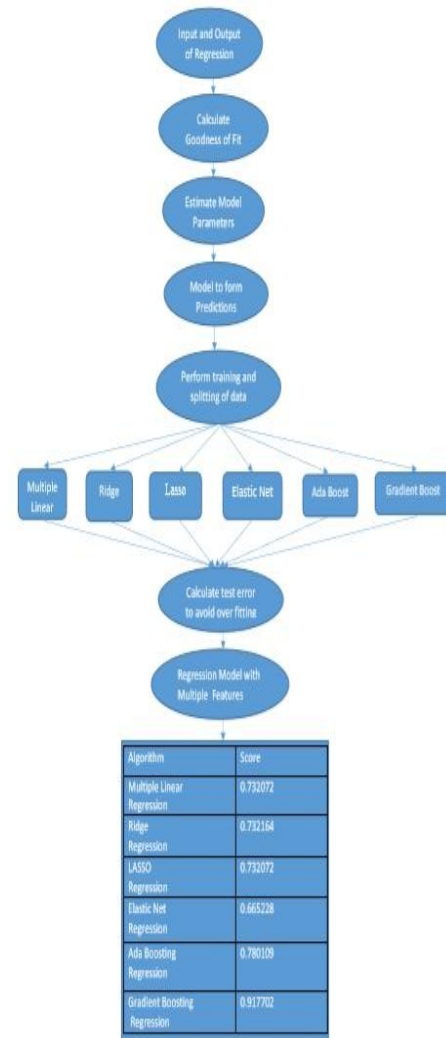 Input and Output
of Regression
Calculate
Goodness of Fit
Estimate Model
Parameters
Model to form
Predictions
Perform training and
splitting of data
Multiple
Linear
Ridge
Lasso
Elastic Net
Ada Boost
Gradient Boost
Calculate test error
to avoid over fitting
Regression Model with
Multiple Features
Algorithm Score
Multiple Linear 0.732072
Regression
Ridge 0.732164
Regression
LASSO 0.732072
Regression
Elastic Net 0.665228
Regression
Ada Boosting 0.780109
Regression
Gradient Boosting 0.917702
Regression